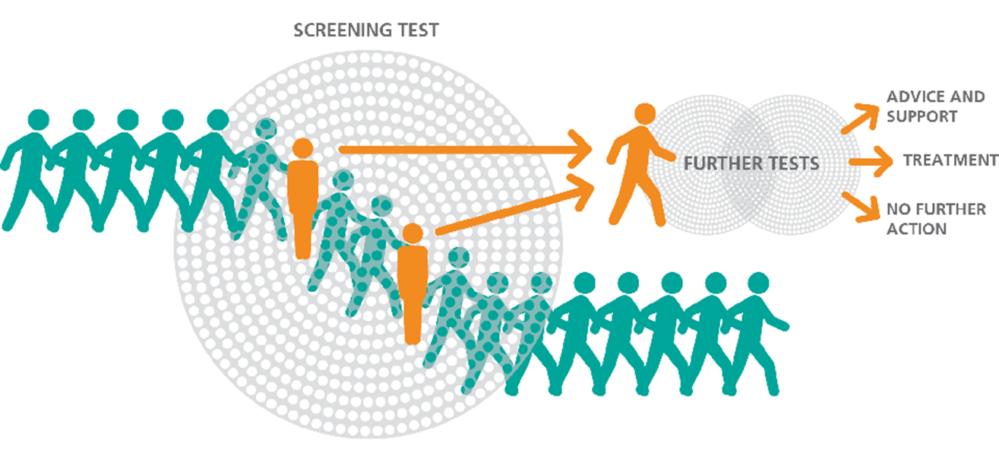 SCREENING TEST
FURTHER TESTS
ADVICE AND
SUPPORT
TREATMENT
NO FURTHER
ACTION